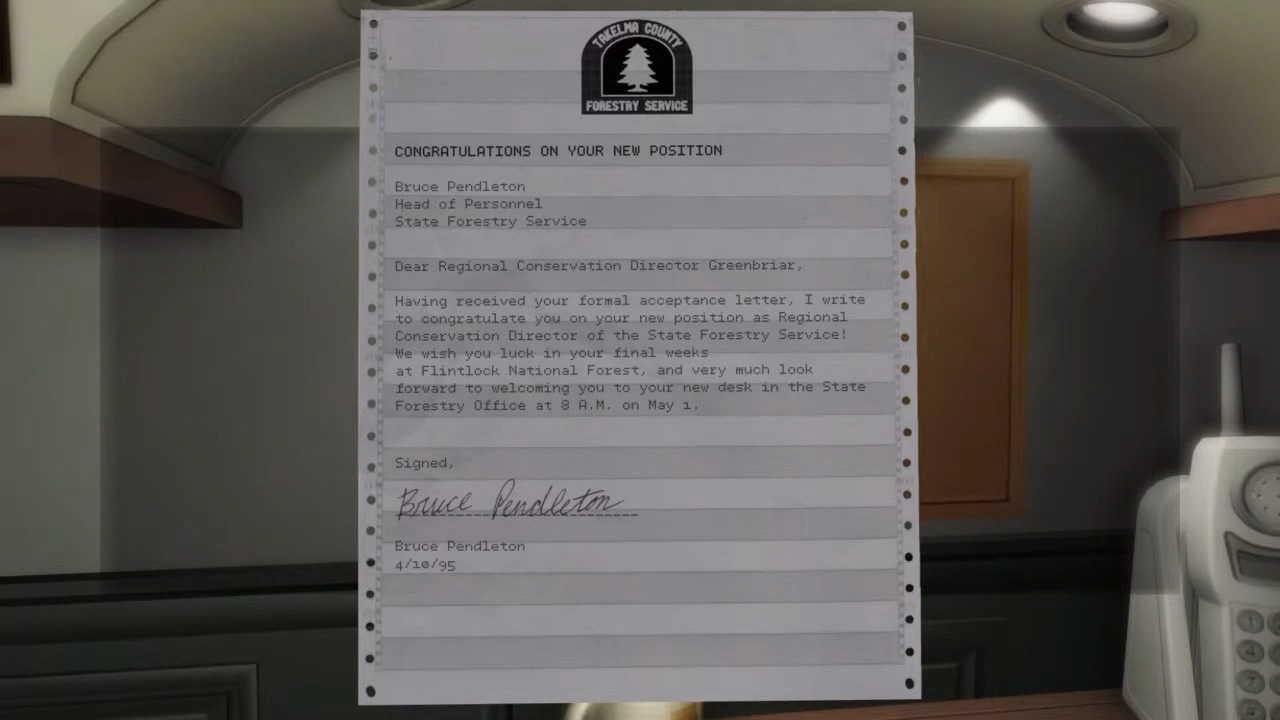 TAKELMA COUNTY
FORESTRY SERVICE
CONGRATULATIONS ON YOUR NEW POSITION
Bruce Pendleton
Head of Personnel
State Forestry Service
Dear Regional Conservation Director Greenbriar,
Having received your formal acceptance letter, I write
to congratulate you on your new position as Regional
Conservation Director of the State Forestry Service!
We wish you luck in your final weeks
at Flintlock National Forest, and very much look
forward to welcoming you to your new desk in the State
Forestry Office at 8 A.M. on May 1.
Signed,
Bruce Pendleton
Bruce Pendleton
4/10/95